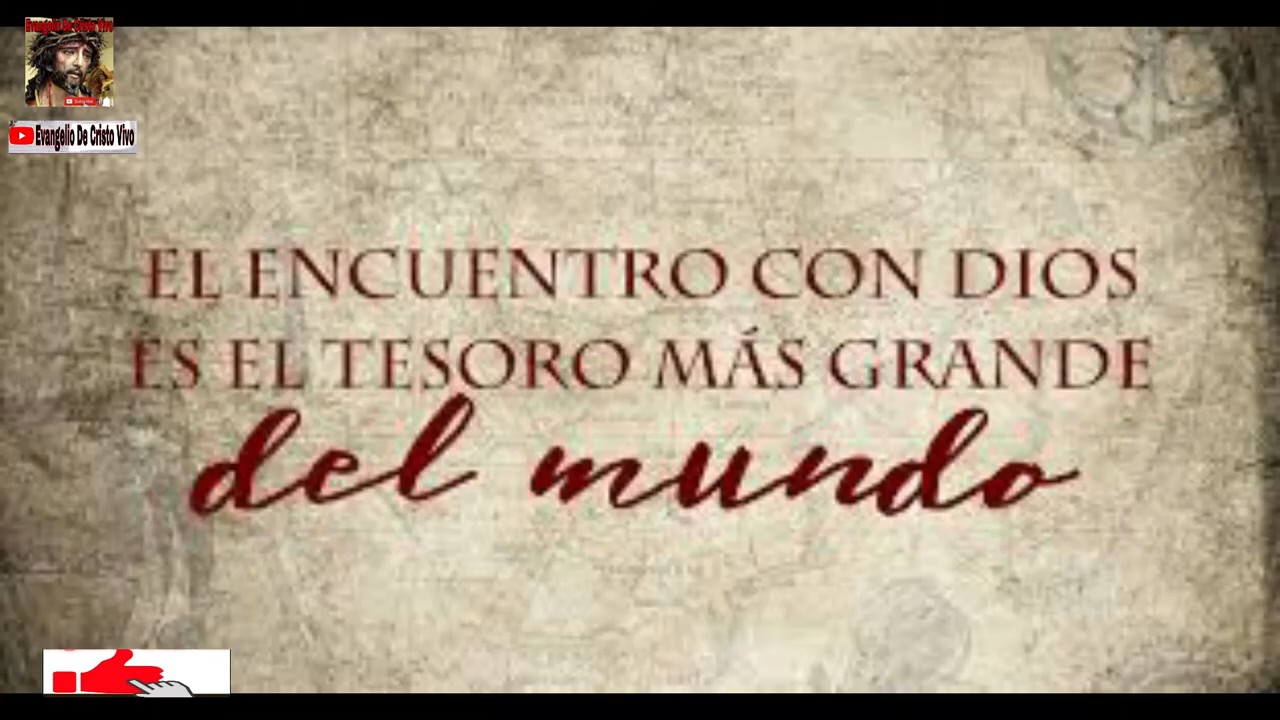 Evangelio De Cristo Vivo
Evangelio De Cristo Vivo
EL ENCUENTRO CON DIOS
ES EL TESORO MÁS GRANDE
del mundo